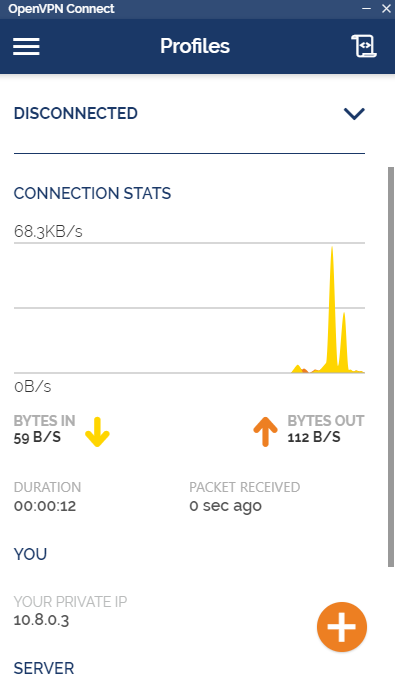 OpenVPN Connect
Profiles
DISCONNECTED
CONNECTION STATS
68.3KB/s
0B/s
BYTES IN
59 B/S
BYTES OUT
112 B/S
DURATION
00:00:12
PACKET RECEIVED
0 sec ago
YOU
YOUR PRIVATE IP
10.8.0.3
SERVER